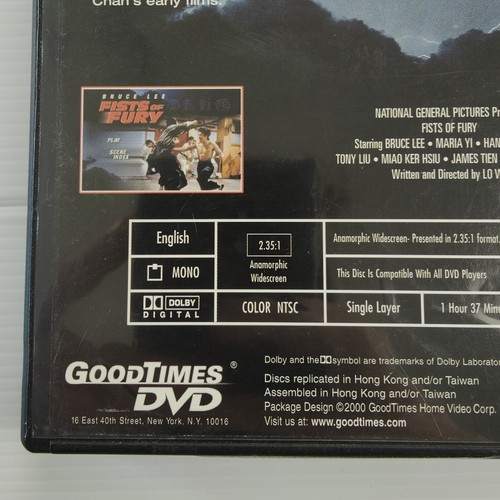 Chan's early films.
BRUCE LEE
FISTS OF
FURY
PLAY
SCENE
INDEX
NATIONAL GENERAL PICTURES
FISTS OF FURY
Starring BRUCE LEE • MARIA YI •
TONY LIU • MIAO KER HSIU • JAMES TIEN
Written and Directed by LO
English
2.35:1
Anamorphic
Widescreen
Anamorphic Widescreen- Presented in 2.35:1 format.
MONO
This Disc Is Compatible With All DVD Players
DOLBY
DIGITAL
COLOR NTSC
Single Layer
1 Hour 37
GOODTIMES®
DVD
16 East 40th Street, New York, N.Y. 10016
Dolby and the symbol are trademarks of Dolby
Discs replicated in Hong Kong and/or Taiwan
Assembled in Hong Kong and/or Taiwan
Package Design ©2000 GoodTimes Home Video Corp.
Visit us at: www.goodtimes.com